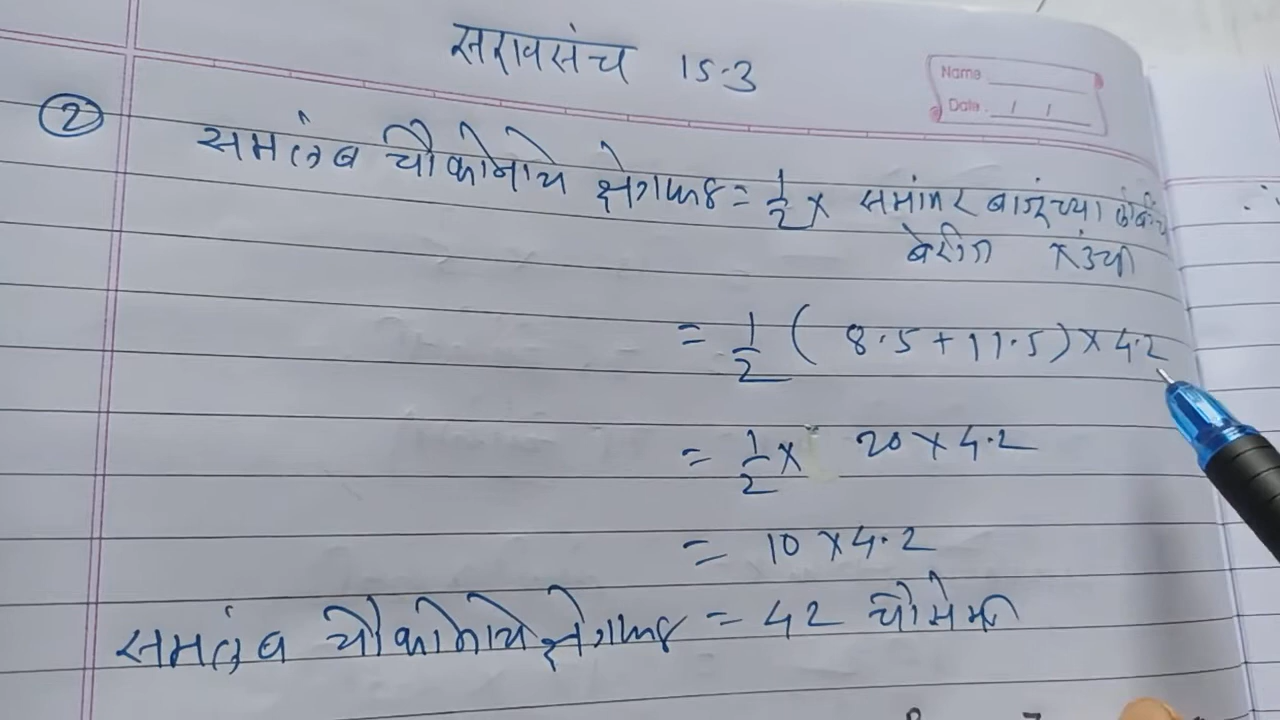 सरावसंच 15.3
Name
Date. / /
② समलंब चौकोनाचे क्षेत्रफळ = 1/2 × समांतर बाजूंच्या लांबीच्या
बेरीज × उंची
= 1/2 ( 8.5 + 11.5 ) × 4.2
= 1/2 × 20 × 4.2
= 10 × 4.2
समलंब चौकोनाचे क्षेत्रफळ = 42 चौसेमी